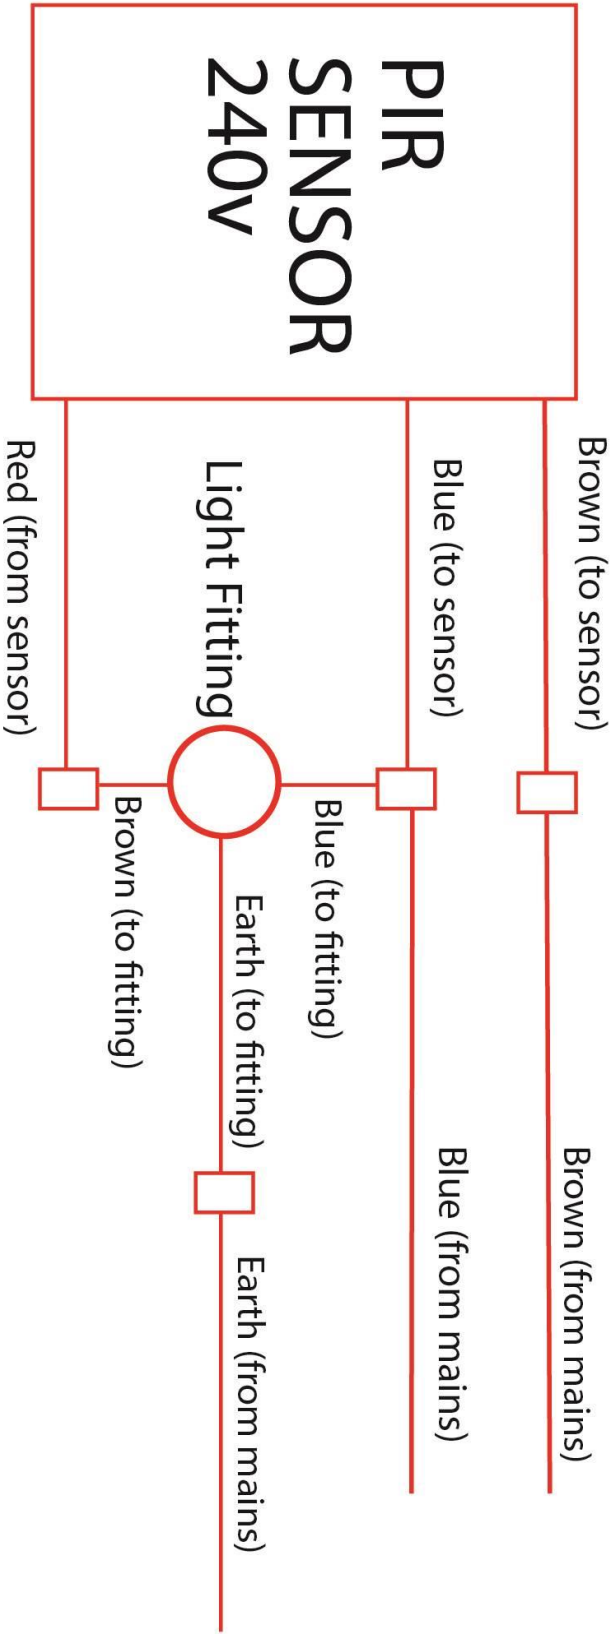 PIR
SENSOR
240v
Brown (to sensor)
Brown (from mains)
Blue (to sensor)
Blue (from mains)
Blue (to fitting)
Light Fitting
Earth (to fitting)
Earth (from mains)
Brown (to fitting)
Red (from sensor)